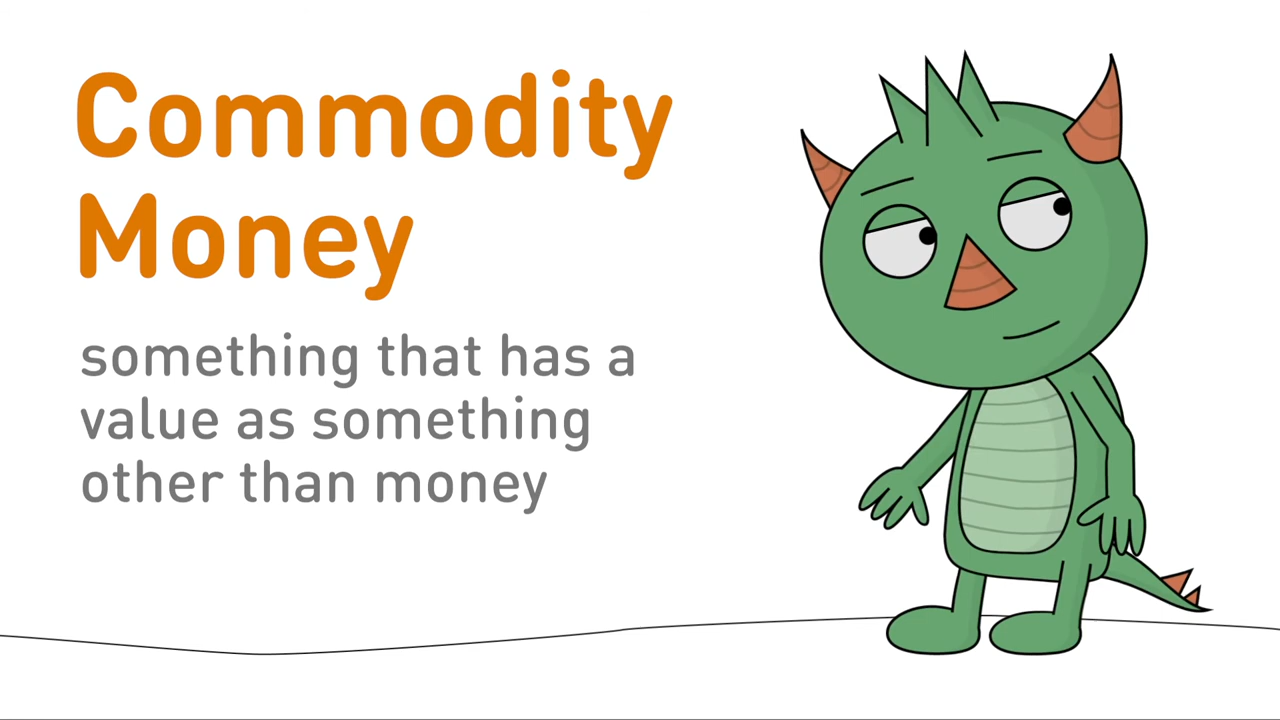 Commodity
Money
something that has a
value as something
other than money